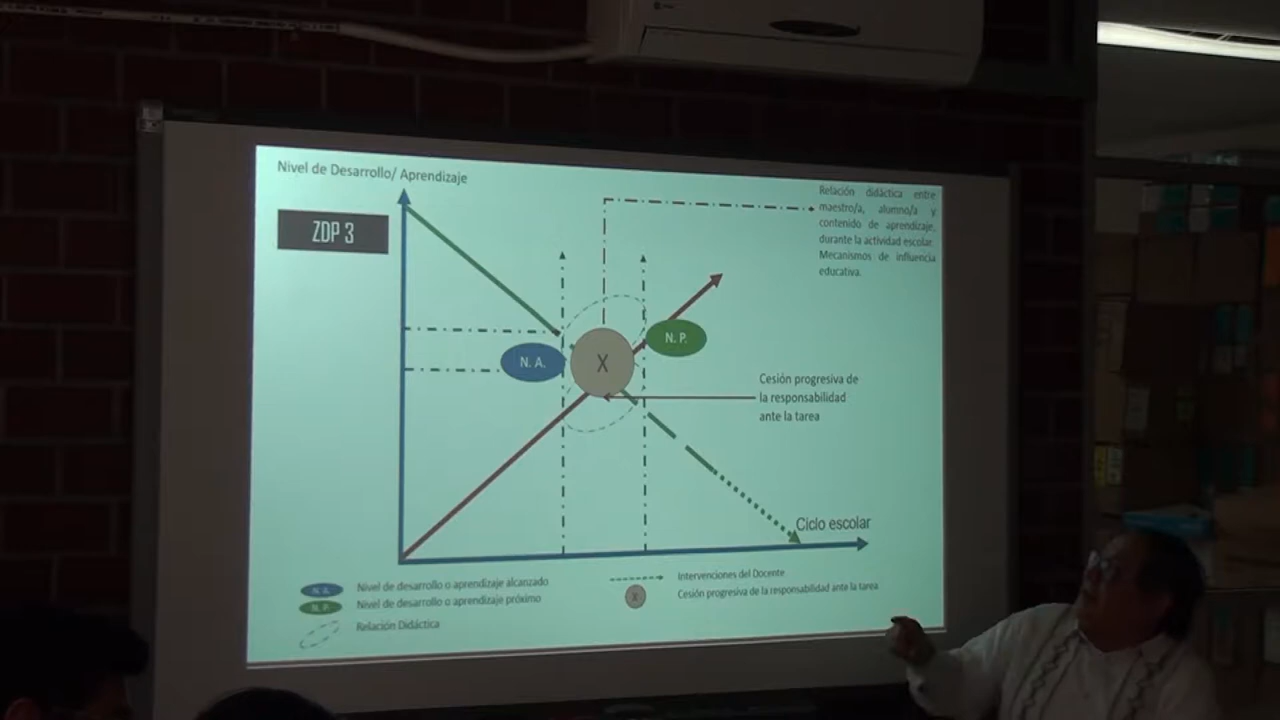 Nivel de Desarrollo/ Aprendizaje
ZDP 3
Relación didáctica entre
maestro/a, alumno/a y
contenido de aprendizaje,
durante la actividad escolar.
Mecanismos de influencia
educativa.
N. A.
X
N. P.
Cesión progresiva de
la responsabilidad
ante la tarea
Ciclo escolar
N. A. Nivel de desarrollo o aprendizaje alcanzado
N. P. Nivel de desarrollo o aprendizaje próximo
Relación Didáctica
Intervenciones del Docente
X Cesión progresiva de la responsabilidad ante la tarea